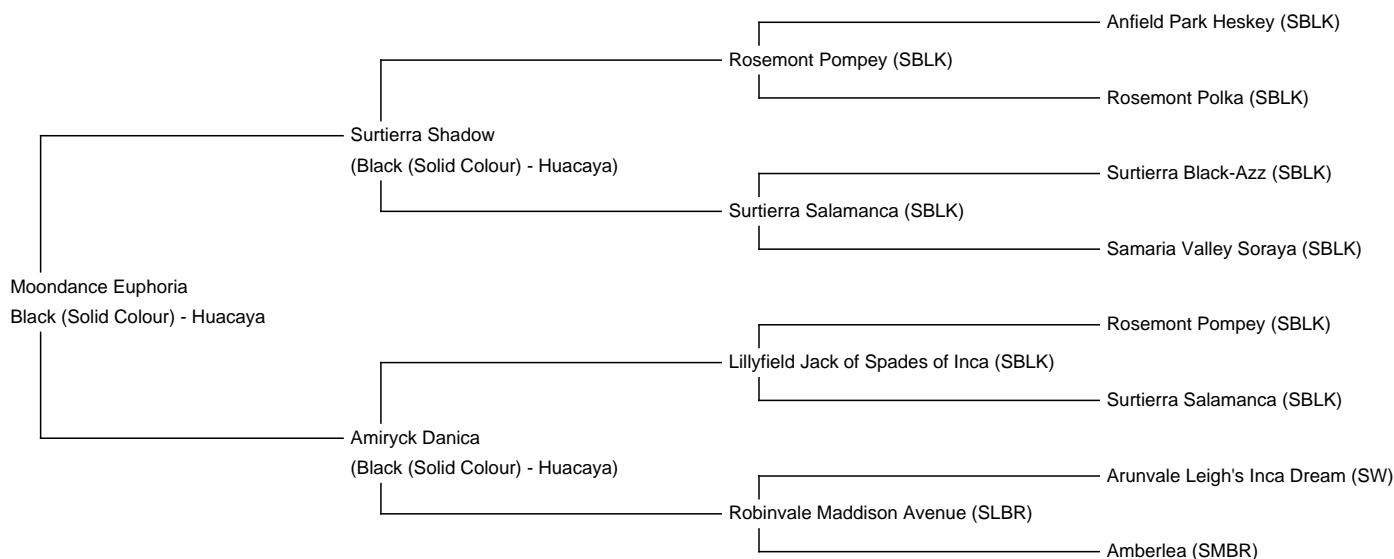 Anfield Park Heskey (SBLK)
Rosemont Pompey (SBLK)
Rosemont Polka (SBLK)
Surtierra Shadow
(Black (Solid Colour) - Huacaya)
Surtierra Black-Azz (SBLK)
Surtierra Salamanca (SBLK)
Samaria Valley Soraya (SBLK)
Moondance Euphoria
Black (Solid Colour) - Huacaya
Rosemont Pompey (SBLK)
Lillyfield Jack of Spades of Inca (SBLK)
Surtierra Salamanca (SBLK)
Amiryck Danica
(Black (Solid Colour) - Huacaya)
Arunvale Leigh's Inca Dream (SW)
Robinvale Maddison Avenue (SLBR)
Amberlea (SMBR)